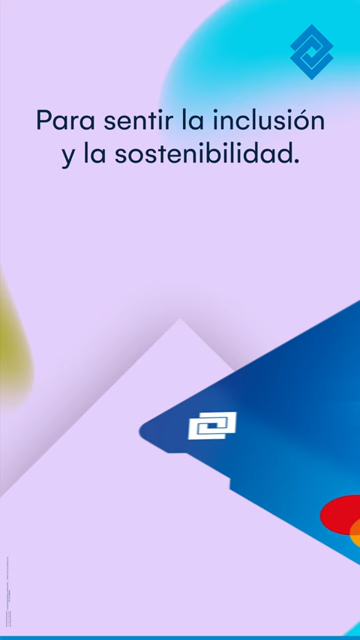 Para sentir la inclusión
y la sostenibilidad.